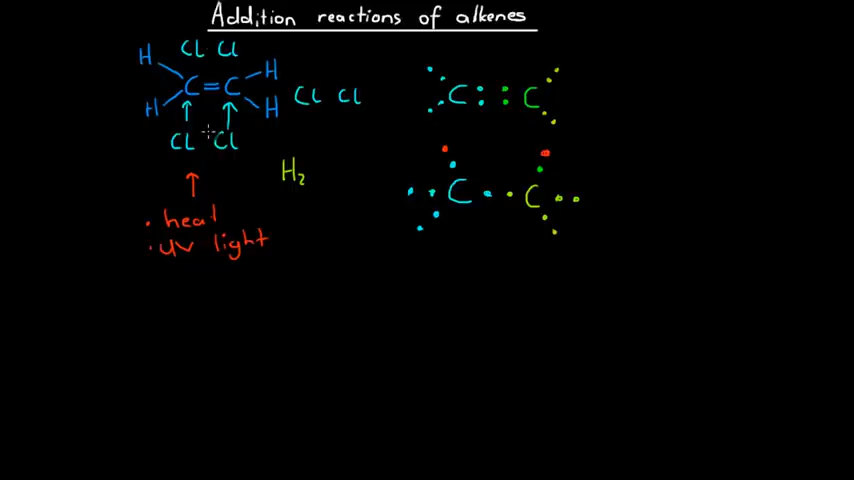 Addition reactions of alkenes
Cl Cl
H H
C = C
H H
Cl Cl
Cl Cl
H2
• heat
• UV light
C C
C C